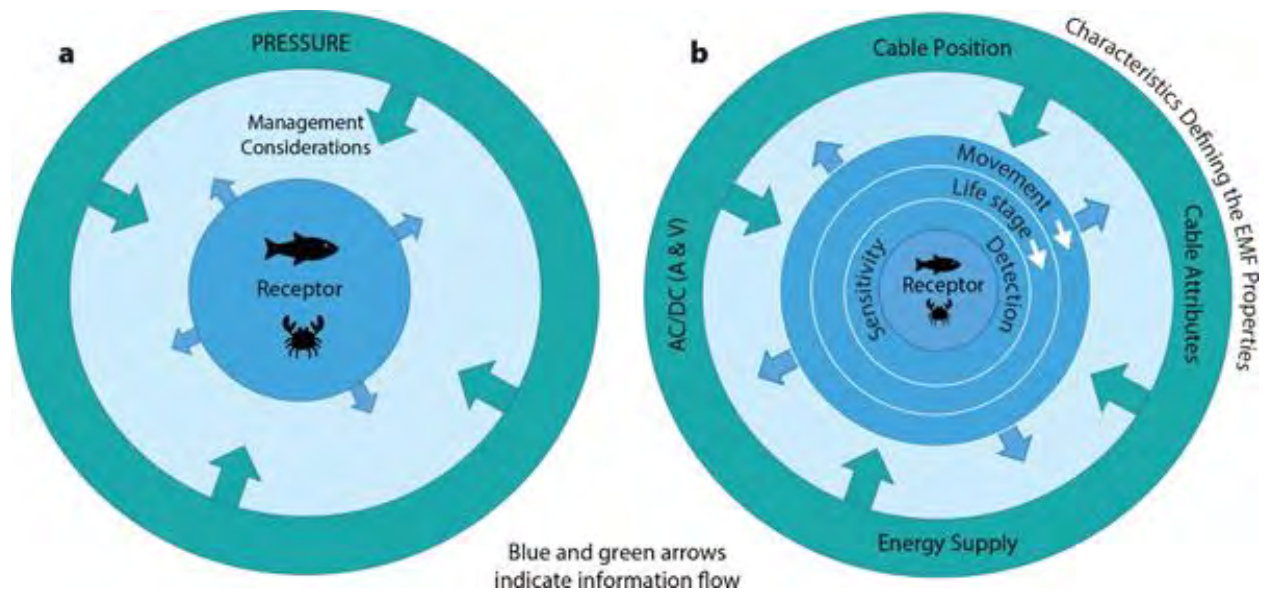 a
PRESSURE
Management
Considerations
Receptor
b
Cable Position
Characteristics Defining the EMF Properties
Movement
Life stage
Detection
Sensitivity
Receptor
AC/DC (A & V)
Cable Attributes
Energy Supply
Blue and green arrows
indicate information flow